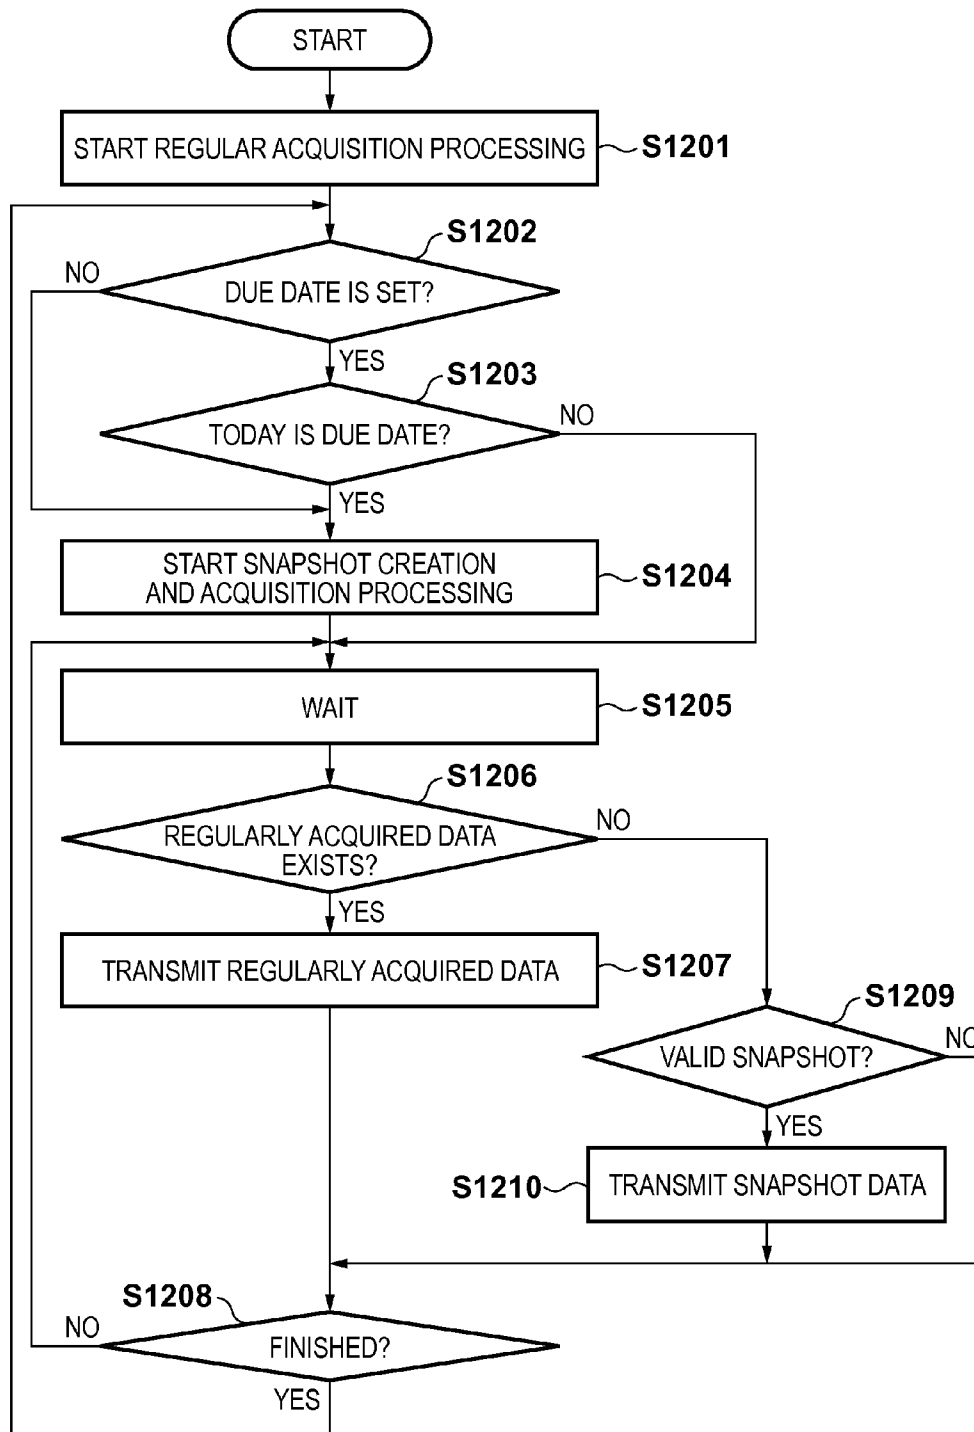 START
START REGULAR ACQUISITION PROCESSING
S1201
S1202
DUE DATE IS SET?
NO
YES
S1203
TODAY IS DUE DATE?
NO
YES
START SNAPSHOT CREATION
AND ACQUISITION PROCESSING
S1204
WAIT
S1205
S1206
REGULARLY ACQUIRED DATA
EXISTS?
NO
YES
TRANSMIT REGULARLY ACQUIRED DATA
S1207
S1209
VALID SNAPSHOT?
NO
YES
S1210
TRANSMIT SNAPSHOT DATA
S1208
NO
FINISHED?
YES